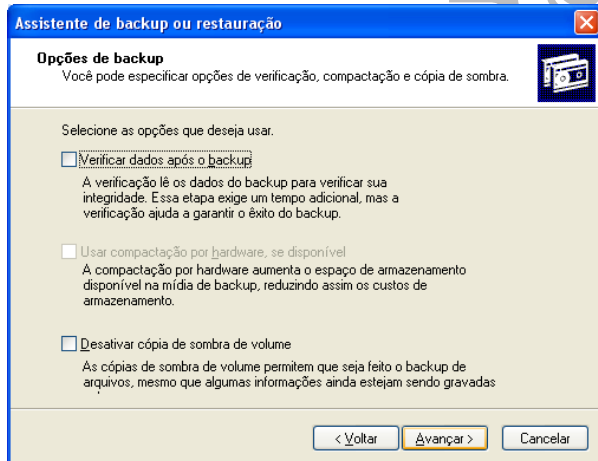 Assistente de backup ou restauração
Opções de backup
Você pode especificar opções de verificação, compactação e cópia de sombra.
Selecione as opções que deseja usar.
Verificar dados após o backup
A verificação lê os dados do backup para verificar sua
integridade. Essa etapa exige um tempo adicional, mas a
verificação ajuda a garantir o êxito do backup.
Usar compactação por hardware, se disponível
A compactação por hardware aumenta o espaço de armazenamento
disponível na mídia de backup, reduzindo assim os custos de
armazenamento.
Desativar cópia de sombra de volume
As cópias de sombra de volume permitem que seja feito o backup de
arquivos, mesmo que algumas informações ainda estejam sendo gravadas
< Voltar
Avançar >
Cancelar